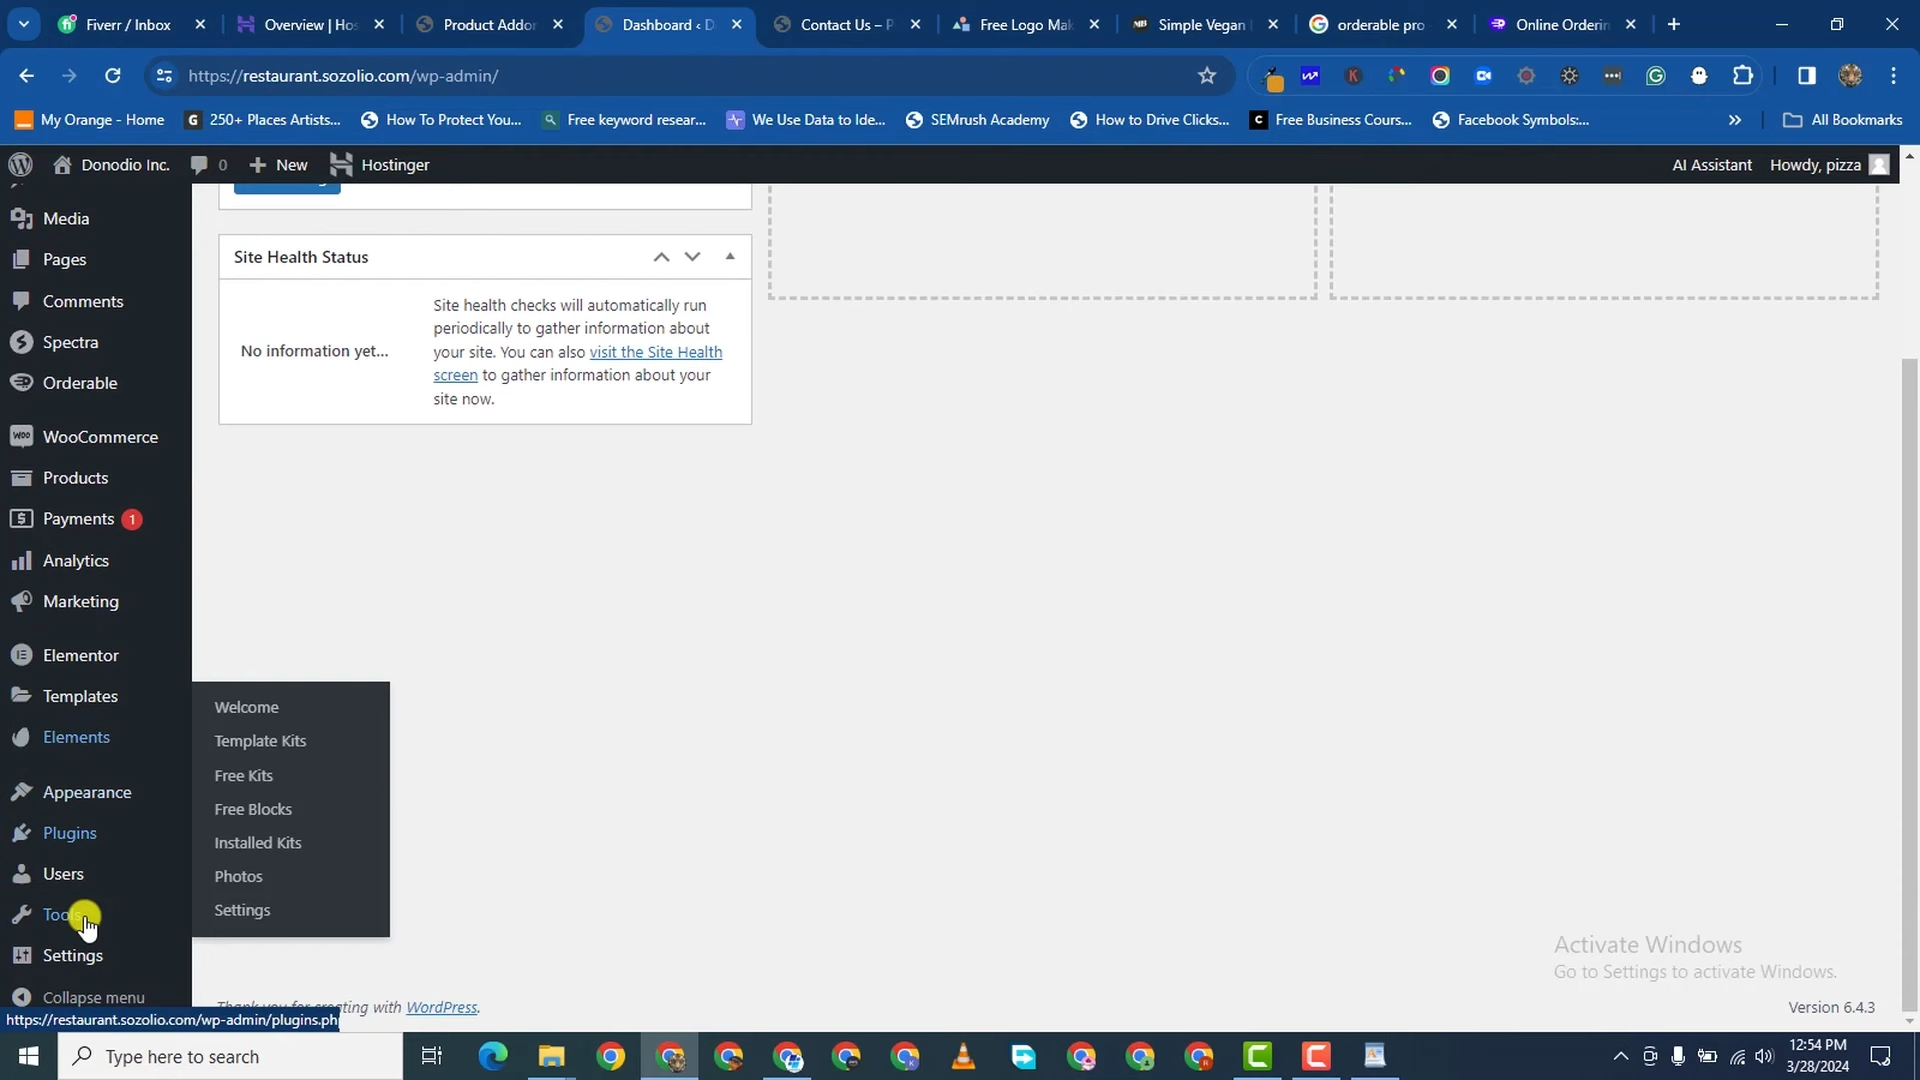 Fiverr / Inbox
Overview | Hos
Product Addon
Dashboard ‹ D
Contact Us – P
Free Logo Mak
Simple Vegan
orderable pro
Online Orderin
https://restaurant.sozolio.com/wp-admin/
My Orange - Home
250+ Places Artists...
How To Protect You...
Free keyword resear...
We Use Data to Ide...
SEMrush Academy
How to Drive Clicks...
Free Business Cours...
Facebook Symbols:...
»
All Bookmarks
Donodio Inc.
0
New
Hostinger
AI Assistant
Howdy, pizza
Media
Pages
Comments
Spectra
Orderable
WooCommerce
Products
Payments 1
Analytics
Marketing
Elementor
Templates
Elements
Appearance
Plugins
Users
Tools
Settings
Collapse menu
Site Health Status
No information yet...
Site health checks will automatically run
periodically to gather information about
your site. You can also visit the Site Health
screen to gather information about your
site now.
Welcome
Template Kits
Free Kits
Free Blocks
Installed Kits
Photos
Settings
Activate Windows
Go to Settings to activate Windows.
Thank you for creating with WordPress.
Version 6.4.3
https://restaurant.sozolio.com/wp-admin/plugins.ph
Type here to search
12:54 PM
3/28/2024